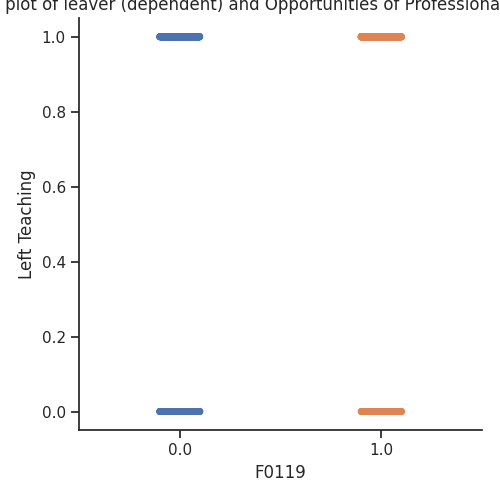 plot of leaver (dependent) and Opportunities of Professiona
1.0
0.8
0.6
0.4
0.2
0.0
Left Teaching
0.0 1.0
F0119